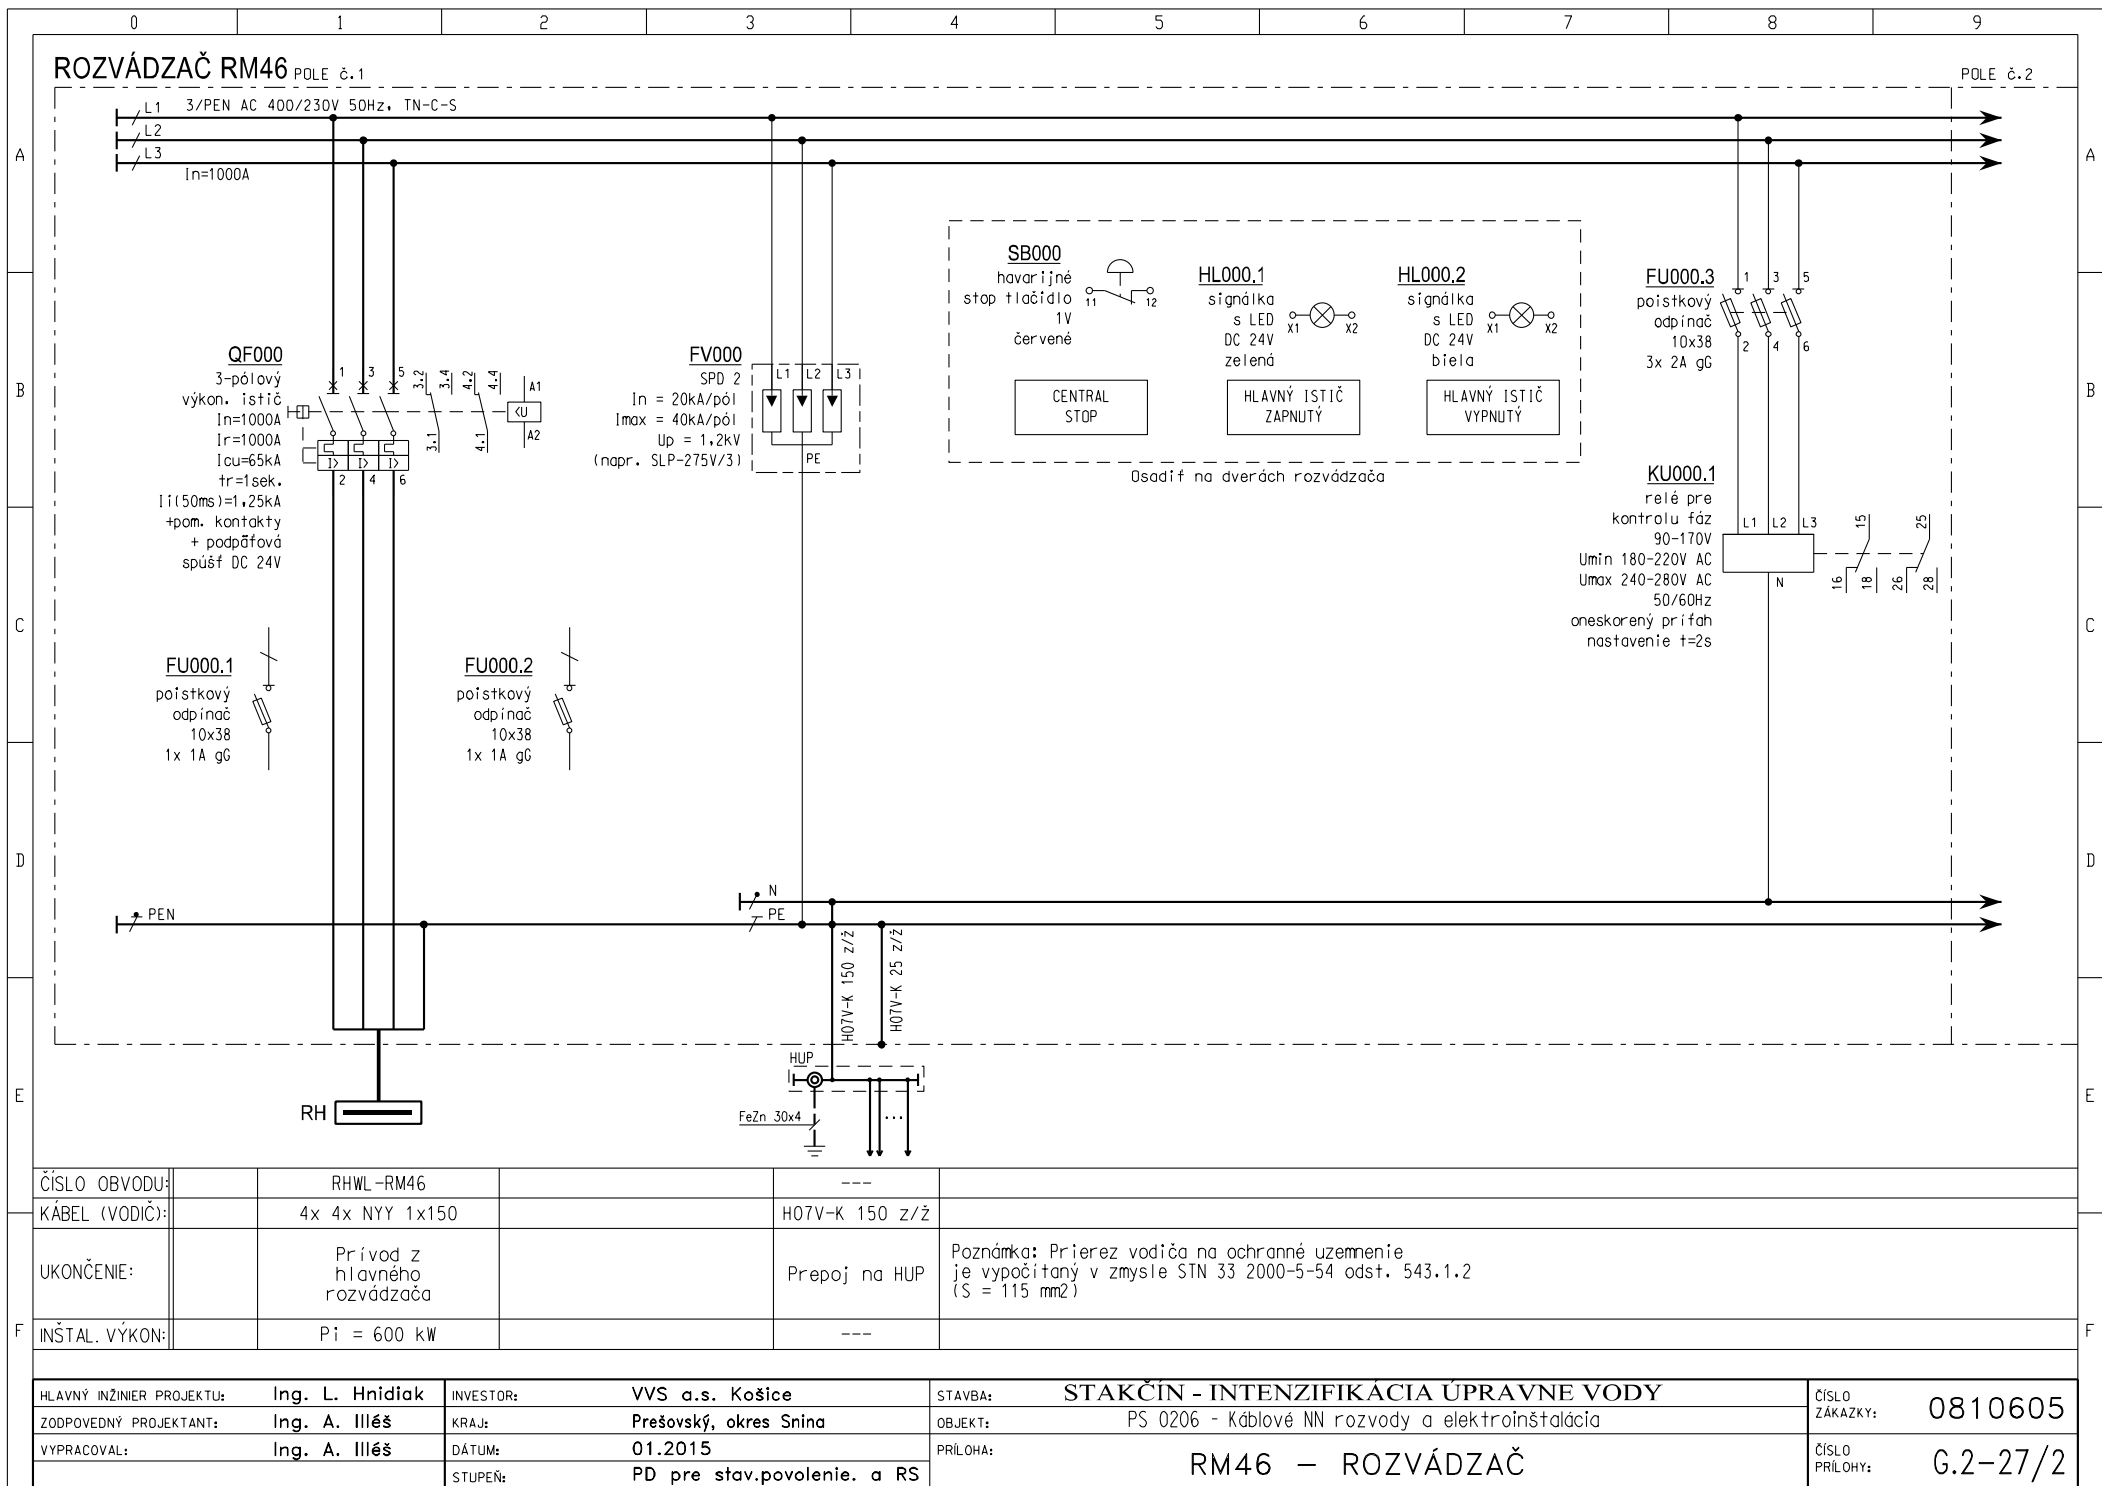 0 1 2 3 4 5 6 7 8 9
ROZVÁDZAČ RM46 POLE č.1
POLE č.2
L1 3/PEN AC 400/230V 50Hz, TN-C-S
L2
L3
In=1000A
A A
B B
C C
D D
E E
F F
QF000
3-pólový
výkon. istič
In=1000A
Ir=1000A
Icu=65kA
tr=1sek.
Ii(50ms)=1,25kA
+pom. kontakty
+ podpäťová
spúšť DC 24V
1 3 5
3.2 3.4 4.2 4.4
A1
<U
A2
3.1 4.1
I> I> I>
2 4 6
FV000
SPD 2
In = 20kA/pól
Imax = 40kA/pól
Up = 1,2kV
(napr. SLP-275V/3)
L1 L2 L3
PE
SB000
havarijné
stop tlačidlo
1V
červené
11 12
CENTRAL
STOP
HL000.1
signálka
s LED
DC 24V
zelená
X1 X2
HLAVNÝ ISTIČ
ZAPNUTÝ
HL000.2
signálka
s LED
DC 24V
biela
X1 X2
HLAVNÝ ISTIČ
VYPNUTÝ
Osadiť na dverách rozvádzača
FU000.3
poistkový
odpínač
10x38
3x 2A gG
1 3 5
2 4 6
KU000.1
relé pre
kontrolu fáz
90-170V
Umin 180-220V AC
Umax 240-280V AC
50/60Hz
oneskorený príťah
nastavenie t=2s
L1 L2 L3
N
15 25
16 18 26 28
FU000.1
poistkový
odpínač
10x38
1x 1A gG
FU000.2
poistkový
odpínač
10x38
1x 1A gG
PEN
N
PE
H07V-K 150 z/ž
H07V-K 25 z/ž
HUP
FeZn 30x4
...
RH
ČÍSLO OBVODU: RHWL-RM46 ---
KÁBEL (VODIČ): 4x 4x NYY 1x150 H07V-K 150 z/ž
UKONČENIE:
Prívod z
hlavného
rozvádzača
Prepoj na HUP
Poznámka: Prierez vodiča na ochranné uzemnenie
je vypočítaný v zmysle STN 33 2000-5-54 odst. 543.1.2
(S = 115 mm2)
INŠTAL. VÝKON: Pi = 600 kW ---
HLAVNÝ INŽINIER PROJEKTU: Ing. L. Hnidiak
ZODPOVEDNÝ PROJEKTANT: Ing. A. Illéš
VYPRACOVAL: Ing. A. Illéš
INVESTOR: VVS a.s. Košice
KRAJ: Prešovský, okres Snina
DÁTUM: 01.2015
STUPEŇ: PD pre stav.povolenie. a RS
STAVBA: STAKČÍN - INTENZIFIKÁCIA ÚPRAVNE VODY
OBJEKT: PS 0206 - Káblové NN rozvody a elektroinštalácia
PRÍLOHA: RM46 – ROZVÁDZAČ
ČÍSLO
ZÁKAZKY: 0810605
ČÍSLO
PRÍLOHY: G.2-27/2